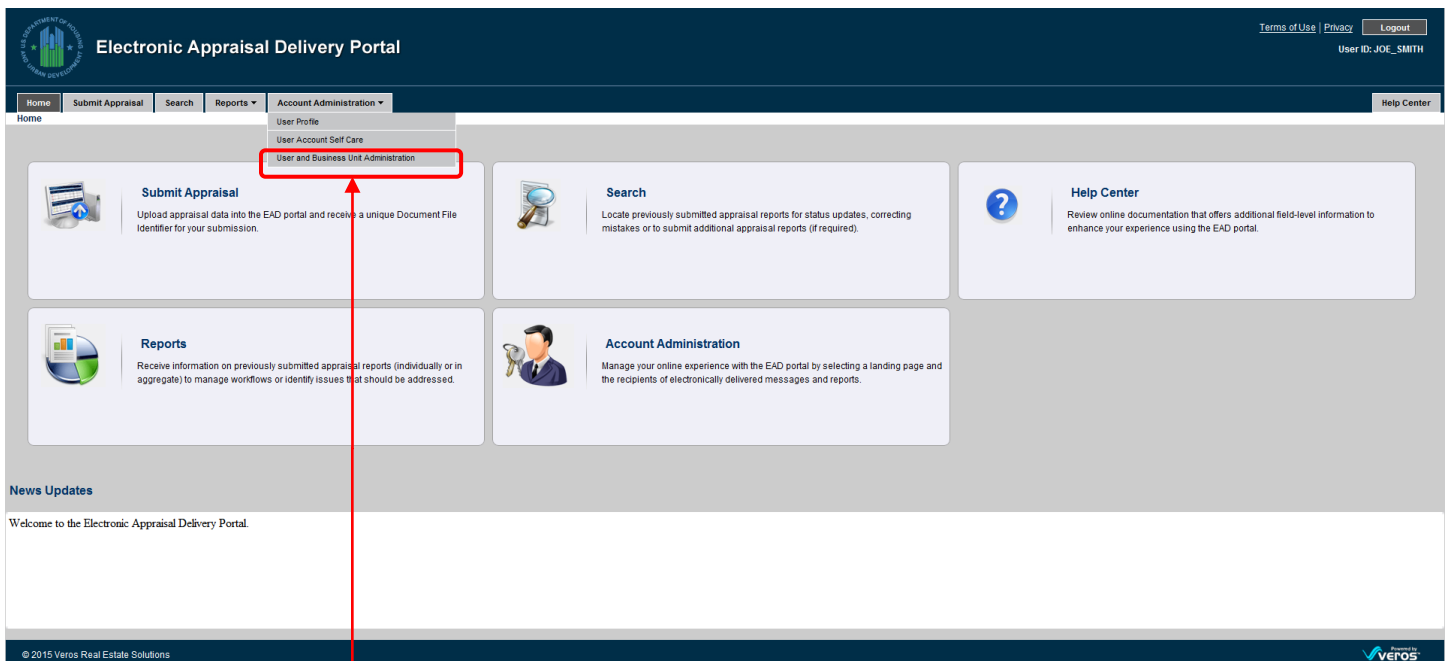 U.S. DEPARTMENT OF HOUSING AND URBAN DEVELOPMENT
Electronic Appraisal Delivery Portal
Terms of Use | Privacy Logout
User ID: JOE_SMITH
Home Submit Appraisal Search Reports Account Administration Help Center
Home
User Profile
User Account Self Care
User and Business Unit Administration
Submit Appraisal
Upload appraisal data into the EAD portal and receive a unique Document File
Identifier for your submission.
Search
Locate previously submitted appraisal reports for status updates, correcting
mistakes or to submit additional appraisal reports (if required).
Help Center
Review online documentation that offers additional field-level information to
enhance your experience using the EAD portal.
Reports
Receive information on previously submitted appraisal reports (individually or in
aggregate) to manage workflows or identify issues that should be addressed.
Account Administration
Manage your online experience with the EAD portal by selecting a landing page and
the recipients of electronically delivered messages and reports.
News Updates
Welcome to the Electronic Appraisal Delivery Portal.
© 2015 Veros Real Estate Solutions
Powered by
veros